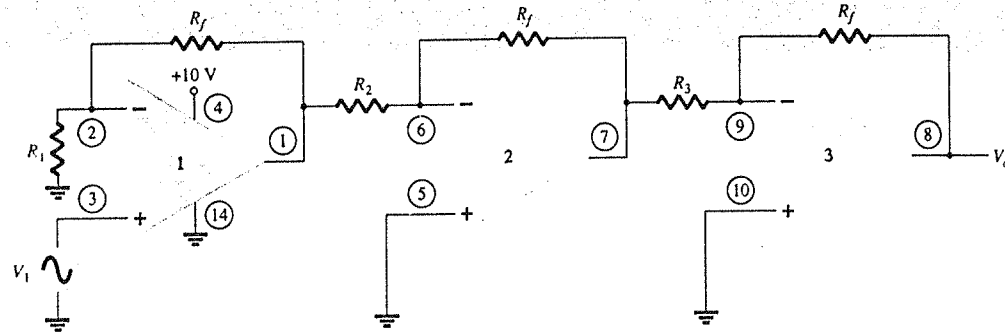 R_f R_f R_f
+10 V
4
− R_2 − R_3 −
2 1 6 7 9 8
R_1 1 2 3 V_o
3 5 10
+ 14 + +
V_1